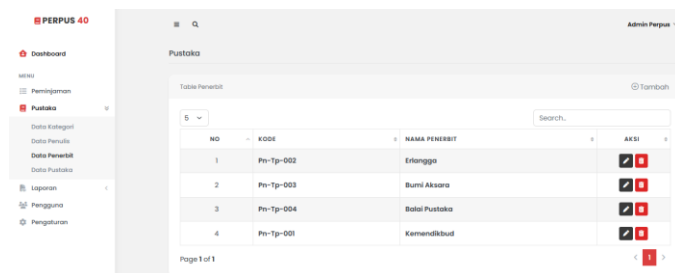 PERPUS 40
Admin Perpus
Dashboard
Pustaka
MENU
Peminjaman
Pustaka
Data Kategori
Data Penulis
Data Penerbit
Data Pustaka
Laporan
Pengguna
Pengaturan
Table Penerbit
Tambah
5
Search..
NO KODE NAMA PENERBIT AKSI
1 Pn-Tp-002 Erlangga
2 Pn-Tp-003 Bumi Aksara
3 Pn-Tp-004 Balai Pustaka
4 Pn-Tp-001 Kemendikbud
Page 1 of 1
1